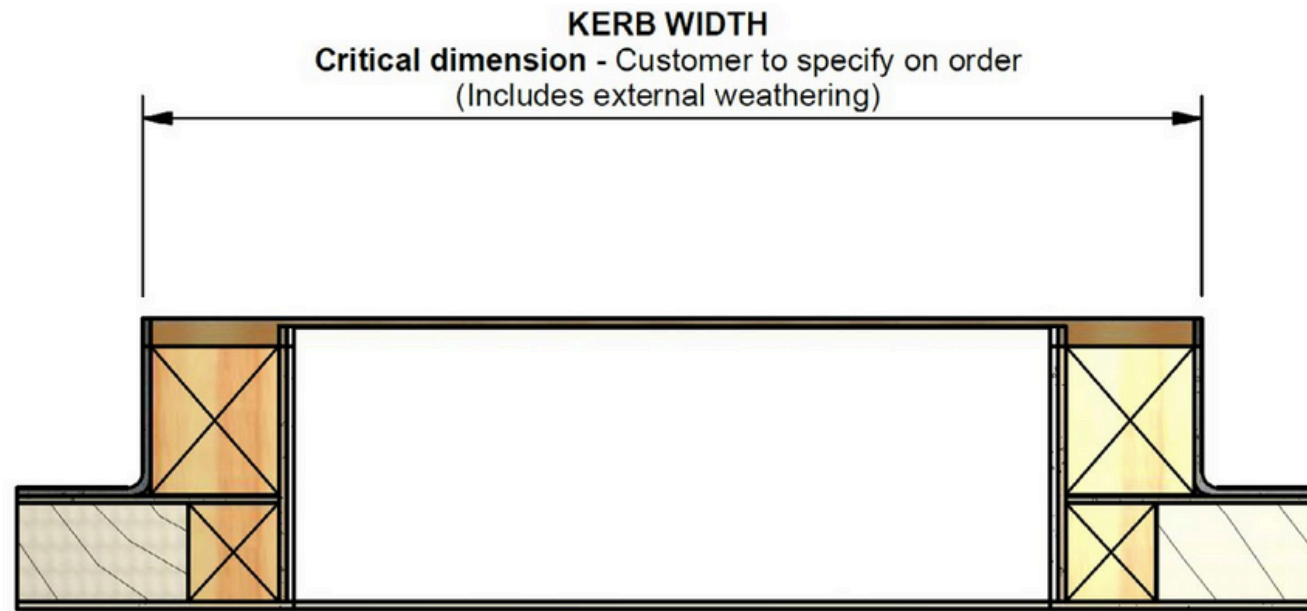 KERB WIDTH
Critical dimension - Customer to specify on order
(Includes external weathering)